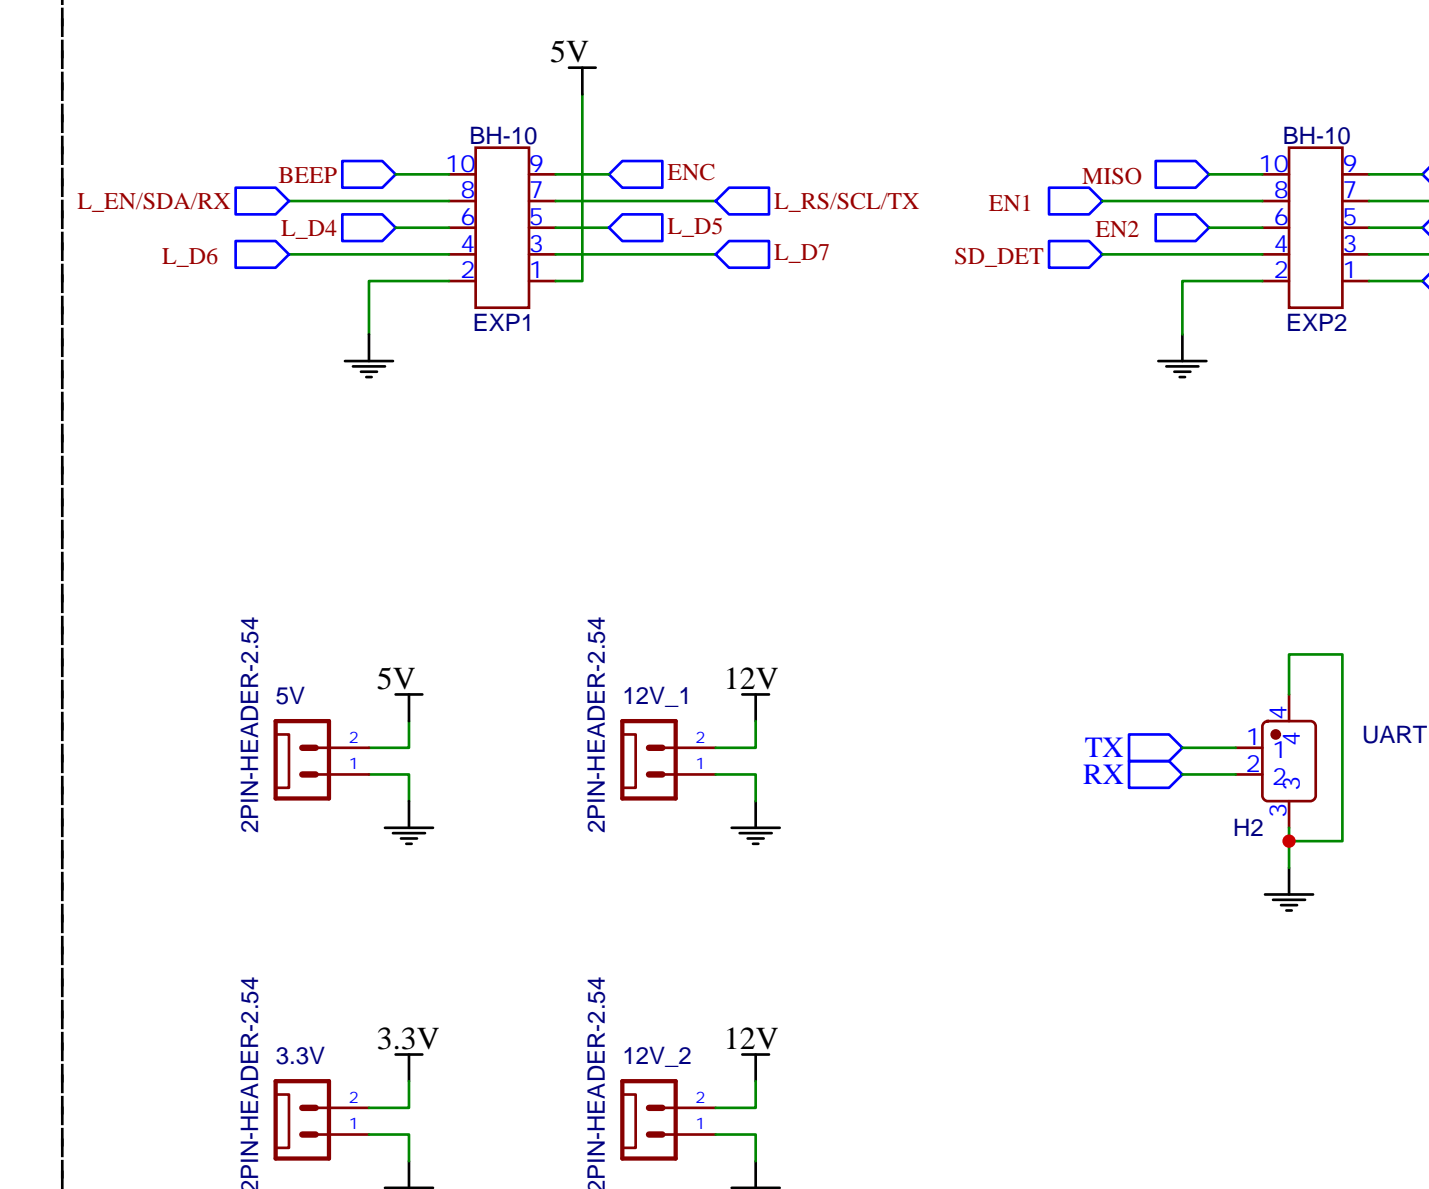 5V
BH-10
BEEP 10 9 ENC
L_EN/SDA/RX 8 7 L_RS/SCL/TX
L_D4 6 5 L_D5
L_D6 4 3 L_D7
2 1
EXP1
BH-10
MISO 10 9
EN1 8 7
EN2 6 5
SD_DET 4 3
2 1
EXP2
2PIN-HEADER-2.54
5V
5V
2
1
2PIN-HEADER-2.54
12V_1
12V
2
1
4
TX 1 1 4
RX 2 2 3
3
H2
UART
2PIN-HEADER-2.54
3.3V
3.3V
2
1
2PIN-HEADER-2.54
12V_2
12V
2
1